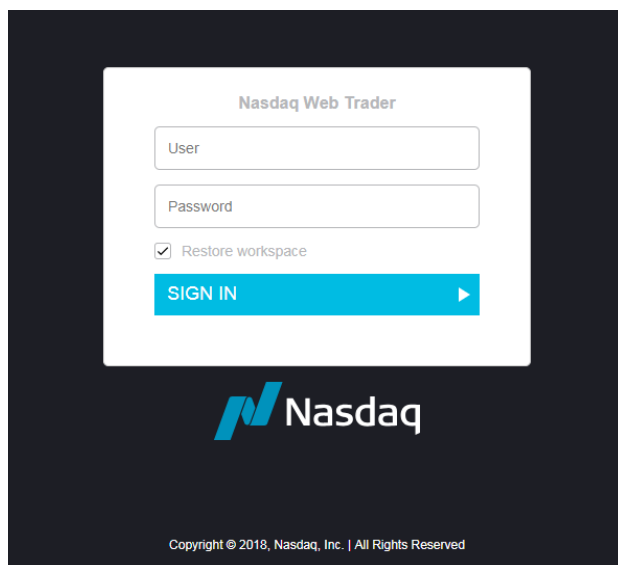 Nasdaq Web Trader
User
Password
Restore workspace
SIGN IN
Nasdaq
Copyright © 2018, Nasdaq, Inc. | All Rights Reserved